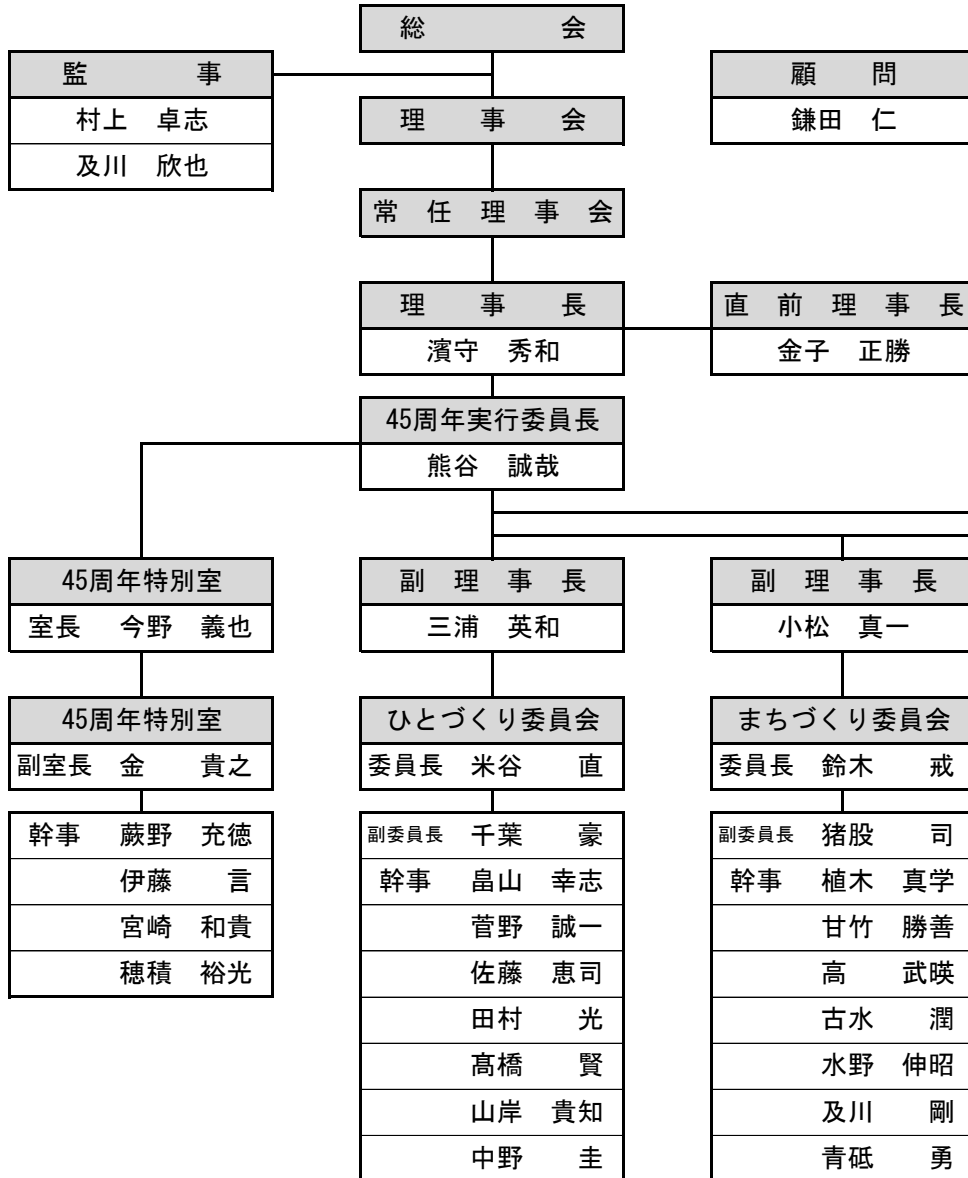 総　会
監　事
村上　卓志
及川　欣也
顧　問
鎌田　仁
理　事　会
常　任　理　事　会
理　事　長
濱守　秀和
直　前　理　事　長
金子　正勝
45周年実行委員長
熊谷　誠哉
45周年特別室
室長　今野　義也
45周年特別室
副室長　金　貴之
幹事　蕨野　充徳
伊藤　言
宮崎　和貴
穂積　裕光
副　理　事　長
三浦　英和
ひとづくり委員会
委員長　米谷　直
副委員長　千葉　豪
幹事　畠山　幸志
菅野　誠一
佐藤　恵司
田村　光
髙橋　賢
山岸　貴知
中野　圭
副　理　事　長
小松　真一
まちづくり委員会
委員長　鈴木　戒
副委員長　猪股　司
幹事　植木　真学
甘竹　勝善
高　武暎
古水　潤
水野　伸昭
及川　剛
青砥　勇